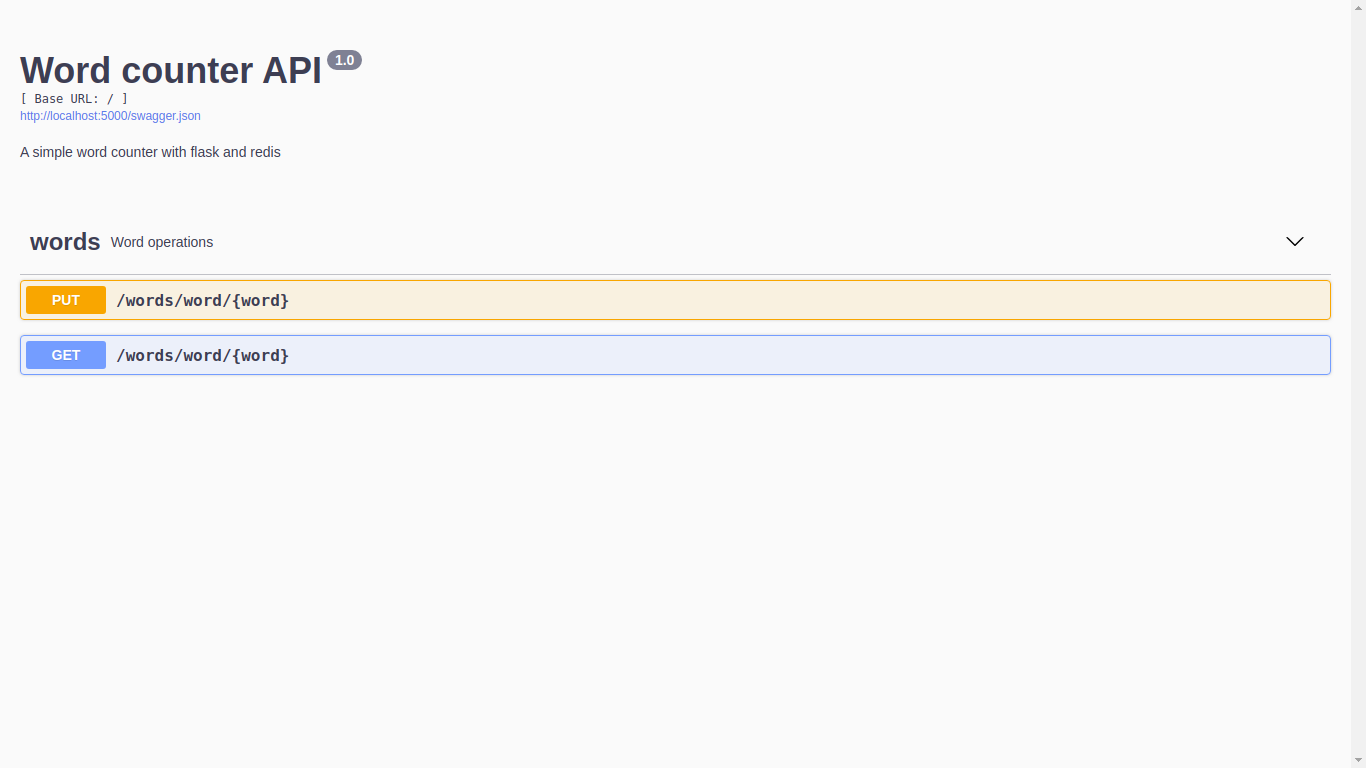 Word counter API 1.0
[ Base URL: / ]
http://localhost:5000/swagger.json
A simple word counter with flask and redis
words Word operations
PUT /words/word/{word}
GET /words/word/{word}